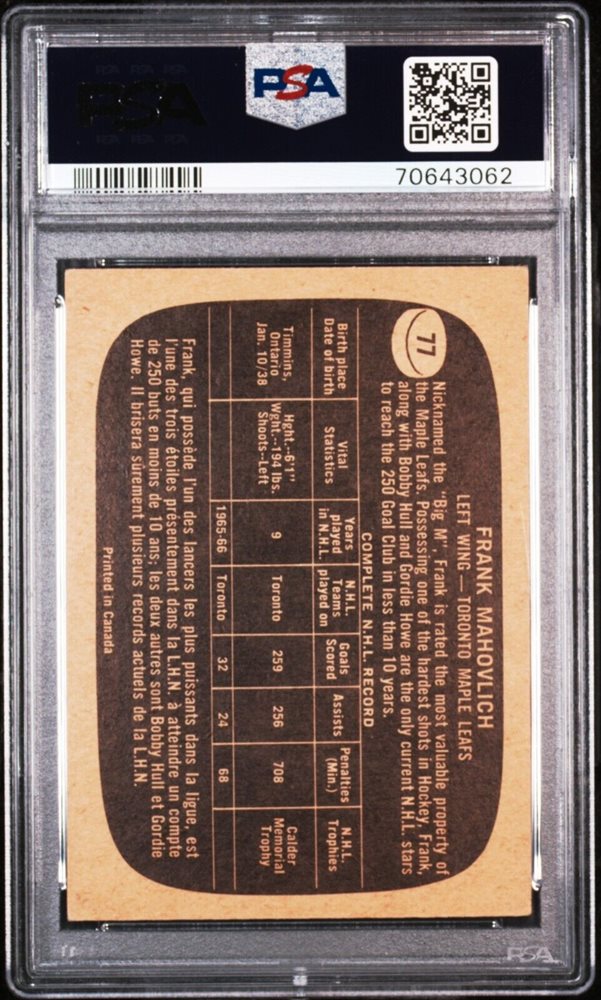 PSA
70643062
77
FRANK MAHOVLICH
LEFT WING — TORONTO MAPLE LEAFS
Nicknamed the "Big M", Frank is rated the most valuable property of
the Maple Leafs. Possessing one of the hardest shots in Hockey, Frank,
along with Bobby Hull and Gordie Howe are the only current N.H.L. stars
to reach the 250 Goal Club in less than 10 years.
COMPLETE N.H.L. RECORD
Birth place Vital Years N.H.L. Goals Assists Penalties N.H.L.
Date of birth Statistics played Teams Scored (Min.) Trophies
in N.H.L. played on
Timmins, Hght.--6'1" 9 Toronto 259 256 708 Calder
Ontario Wght.--194 lbs. Memorial
Jan. 10/38 Shoots--Left Trophy
1965-66 Toronto 32 24 68
Frank, qui possède l'un des lancers les plus puissants dans la ligue, est
l'une des trois étoiles présentement dans la L.H.N. à atteindre un compte
de 250 buts en moins de 10 ans; les deux autres sont Bobby Hull et Gordie
Howe. Il brisera sûrement plusieurs records actuels de la L.H.N.
Printed in Canada
PSA